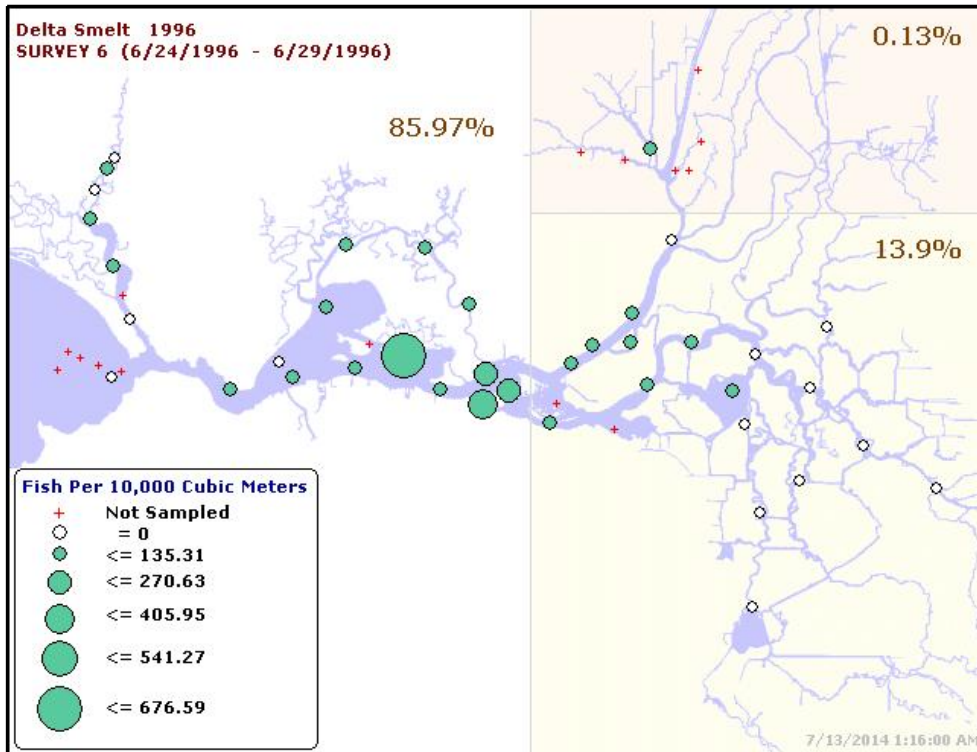 Delta Smelt 1996
SURVEY 6 (6/24/1996 - 6/29/1996)
85.97%
0.13%
13.9%
Fish Per 10,000 Cubic Meters
Not Sampled
= 0
<= 135.31
<= 270.63
<= 405.95
<= 541.27
<= 676.59
7/13/2014 1:16:00 AM